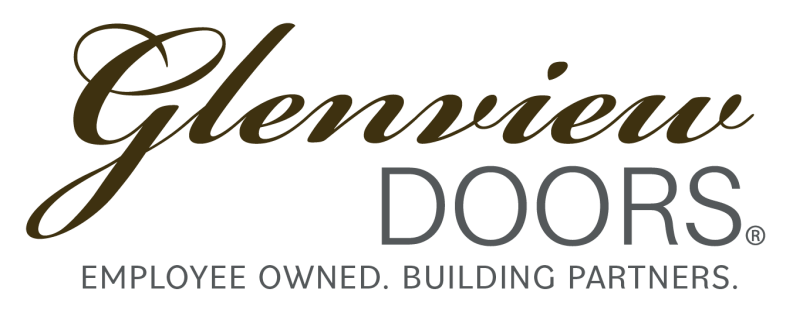 Glenview
DOORS®
EMPLOYEE OWNED. BUILDING PARTNERS.